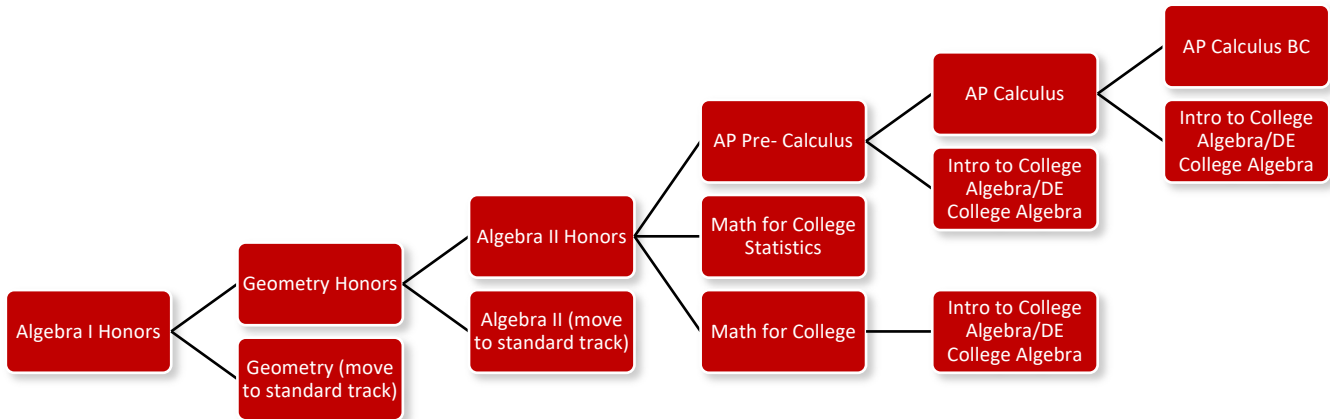 Algebra I Honors
Geometry Honors
Geometry (move
to standard track)
Algebra II Honors
Algebra II (move
to standard track)
AP Pre- Calculus
Math for College
Statistics
Math for College
AP Calculus
Intro to College
Algebra/DE
College Algebra
Intro to College
Algebra/DE
College Algebra
AP Calculus BC
Intro to College
Algebra/DE
College Algebra